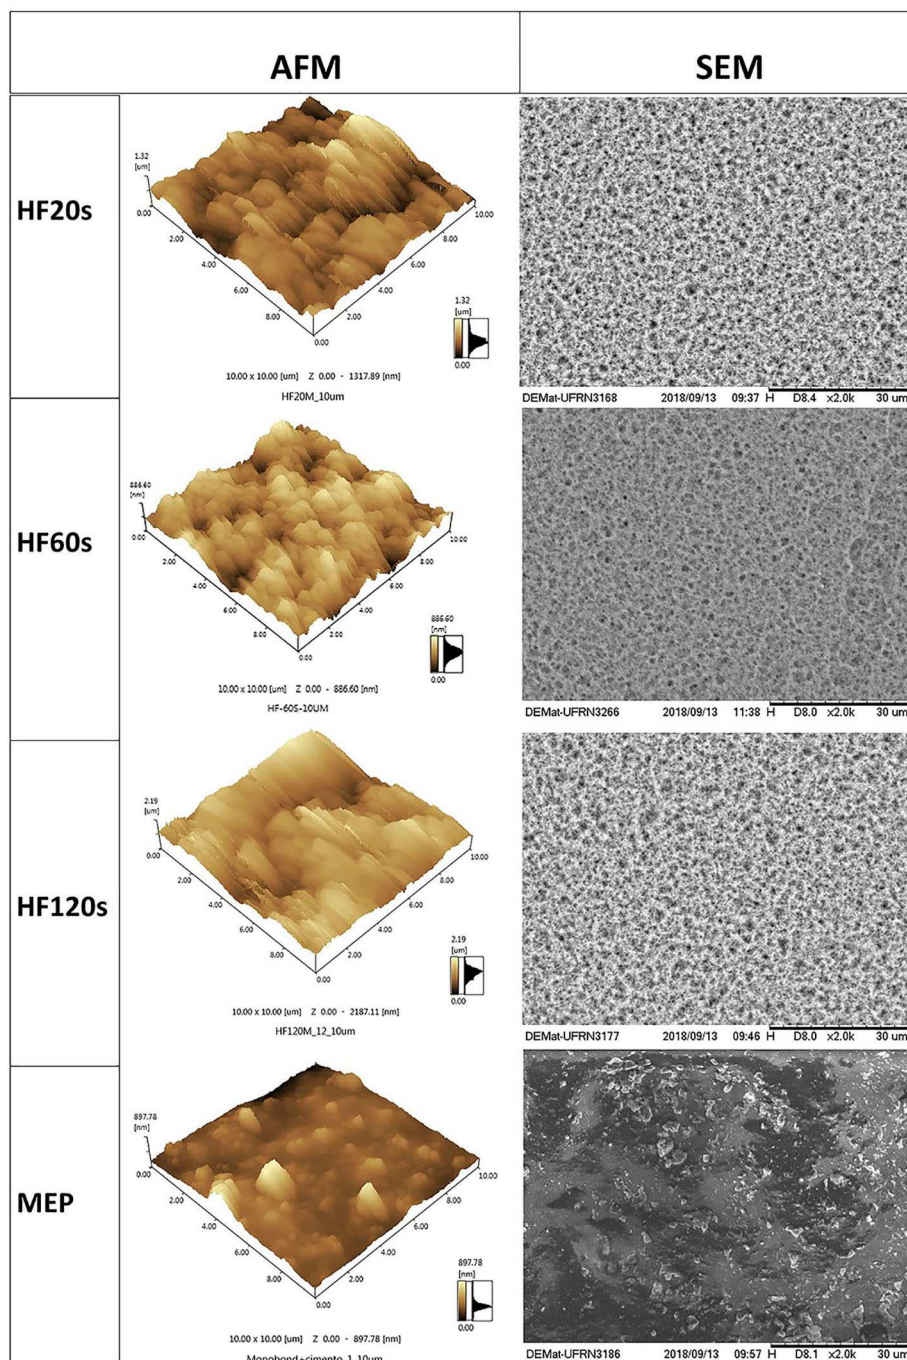 AFM
SEM
HF20s
1.32
[um]
0.00
2.00
4.00
6.00
8.00
0.00
2.00
4.00
6.00
8.00
10.00
1.32
[um]
0.00
10.00 x 10.00 [um] Z 0.00 - 1317.89 [nm]
HF20M_10um
DEMat-UFRN3168 2018/09/13 09:37 H D8.4 x2.0k 30 um
HF60s
886.60
[nm]
0.00
2.00
4.00
6.00
8.00
0.00
2.00
4.00
6.00
8.00
10.00
886.60
[nm]
0.00
10.00 x 10.00 [um] Z 0.00 - 886.60 [nm]
HF-60S-10UM
DEMat-UFRN3266 2018/09/13 11:38 H D8.0 x2.0k 30 um
HF120s
2.19
[um]
0.00
2.00
4.00
6.00
8.00
0.00
2.00
4.00
6.00
8.00
10.00
2.19
[um]
0.00
10.00 x 10.00 [um] Z 0.00 - 2187.11 [nm]
HF120M_12_10um
DEMat-UFRN3177 2018/09/13 09:46 H D8.0 x2.0k 30 um
MEP
897.78
[nm]
0.00
2.00
4.00
6.00
8.00
0.00
2.00
4.00
6.00
8.00
10.00
897.78
[nm]
0.00
10.00 x 10.00 [um] Z 0.00 - 897.78 [nm]
Monobond+cimento_1_10um
DEMat-UFRN3186 2018/09/13 09:57 H D8.1 x2.0k 30 um